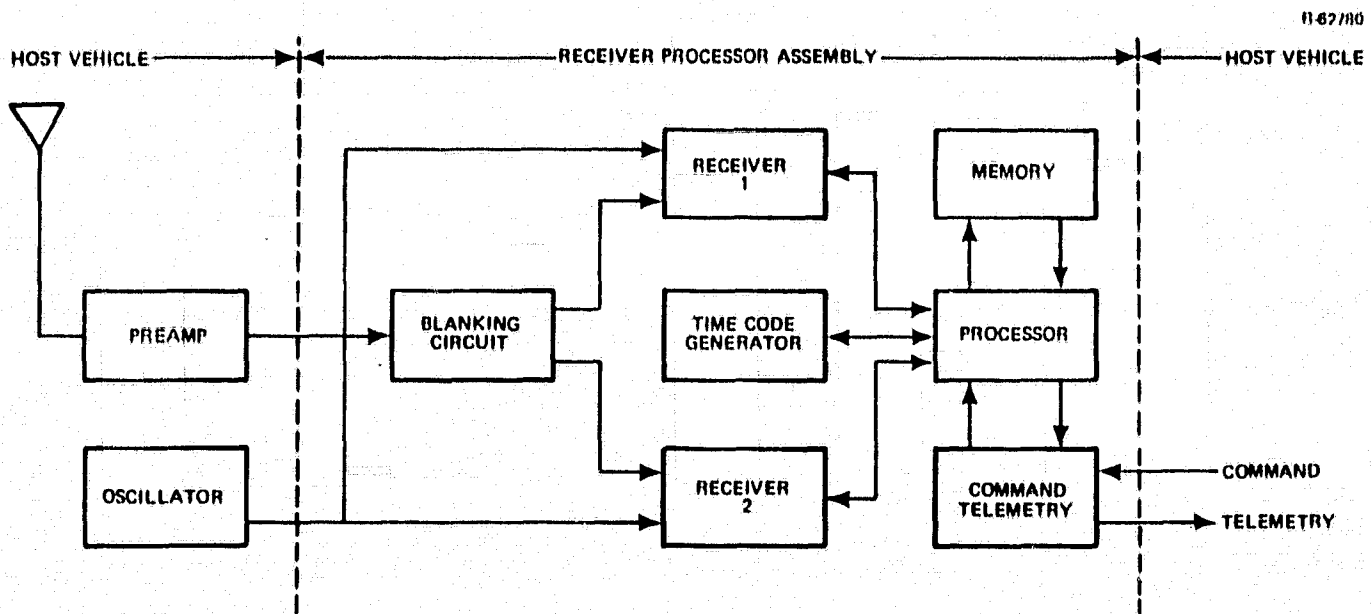 HOST VEHICLE
RECEIVER PROCESSOR ASSEMBLY
HOST VEHICLE
RECEIVER
1
MEMORY
PREAMP
BLANKING
CIRCUIT
TIME CODE
GENERATOR
PROCESSOR
OSCILLATOR
RECEIVER
2
COMMAND
TELEMETRY
COMMAND
TELEMETRY